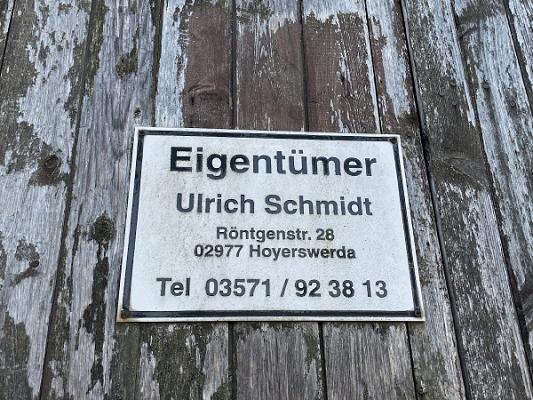 Eigentümer
Ulrich Schmidt
Röntgenstr. 28
02977 Hoyerswerda
Tel 03571 / 92 38 13